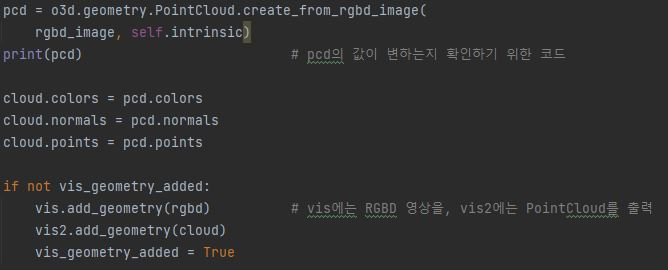 pcd = o3d.geometry.PointCloud.create_from_rgbd_image(
    rgbd_image, self.intrinsic)
print(pcd)                          # pcd의 값이 변하는지 확인하기 위한 코드

cloud.colors = pcd.colors
cloud.normals = pcd.normals
cloud.points = pcd.points

if not vis_geometry_added:
    vis.add_geometry(rgbd)          # vis에는 RGBD 영상을, vis2에는 PointCloud를 출력
    vis2.add_geometry(cloud)
    vis_geometry_added = True